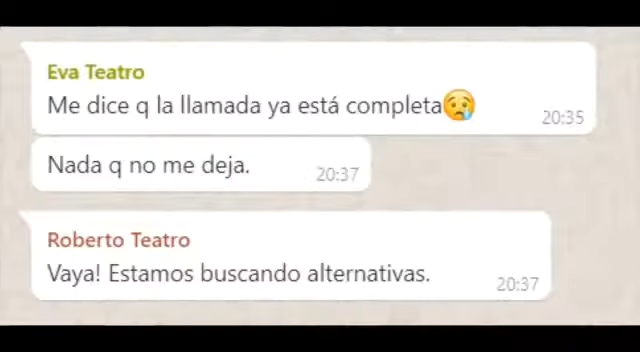 Eva Teatro
Me dice q la llamada ya está completa😢
20:35
Nada q no me deja.
20:37
Roberto Teatro
Vaya! Estamos buscando alternativas.
20:37